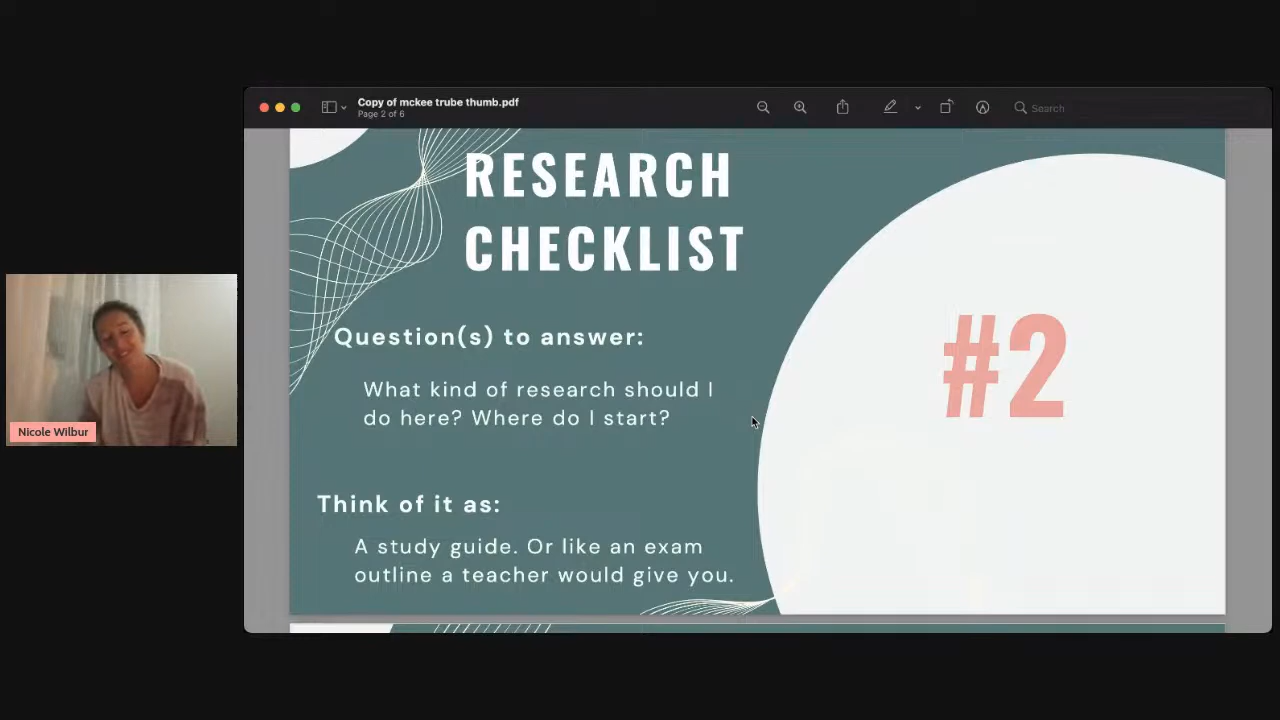 Copy of mckee trube thumb.pdf
Page 2 of 6
Search
RESEARCH
CHECKLIST
Question(s) to answer:
What kind of research should I
do here? Where do I start?
#2
Think of it as:
A study guide. Or like an exam
outline a teacher would give you.
Nicole Wilbur